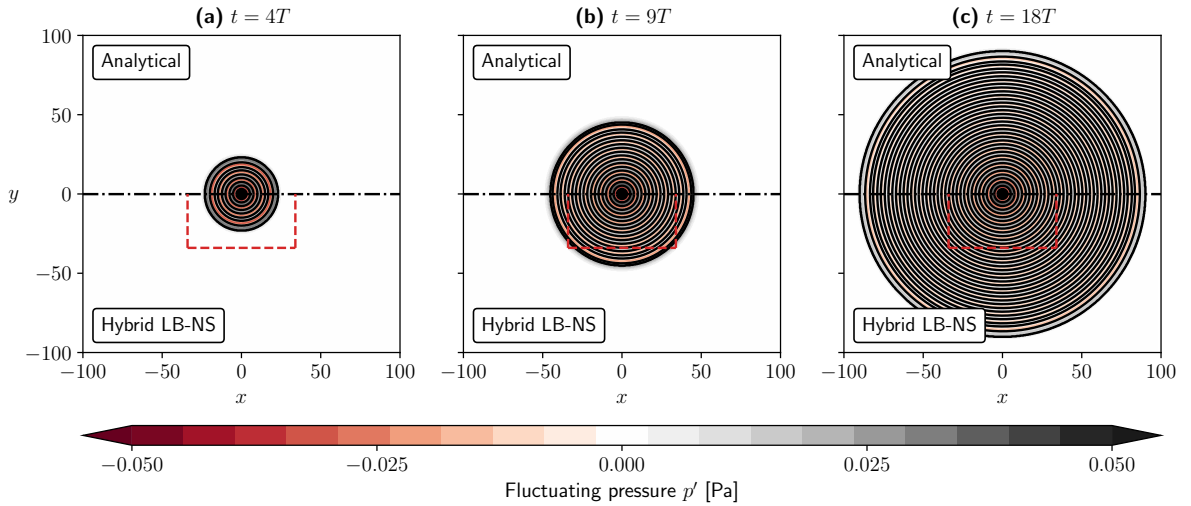 (a) t = 4T
(b) t = 9T
(c) t = 18T
100
50
0
−50
−100
y
Analytical
Hybrid LB-NS
−100 −50 0 50 100
x
Analytical
Hybrid LB-NS
−100 −50 0 50 100
x
Analytical
Hybrid LB-NS
−100 −50 0 50 100
x
−0.050 −0.025 0.000 0.025 0.050
Fluctuating pressure p′ [Pa]